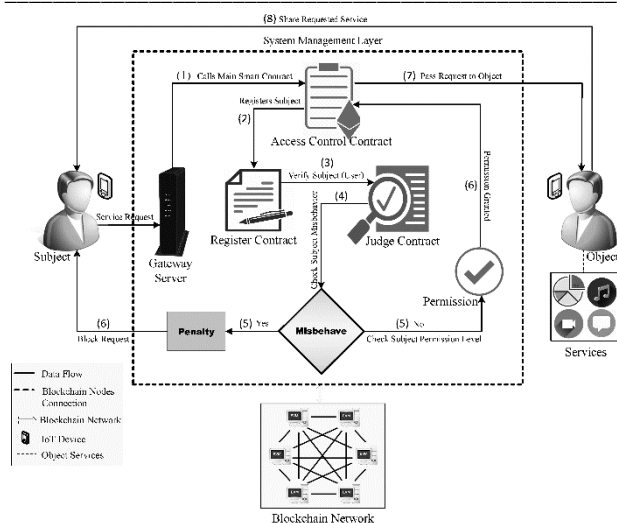 (8) Share Requested Service
System Management Layer
(1) Calls Main Smart Contract
(7) Pass Request to Object
Registers Subject
(2)
Access Control Contract
(3)
Verify Subject (User)
(4)
(6)
Permission Granted
Service Request
Register Contract
Judge Contract
Subject
Object
Gateway
Server
Check Subject Misbehavior
Permission
(6)
(5) Yes
(5) No
Penalty
Misbehave
Block Request
Check Subject Permission Level
Services
Data Flow
Blockchain Nodes
Connection
Blockchain Network
IoT Device
Object Services
Blockchain Network